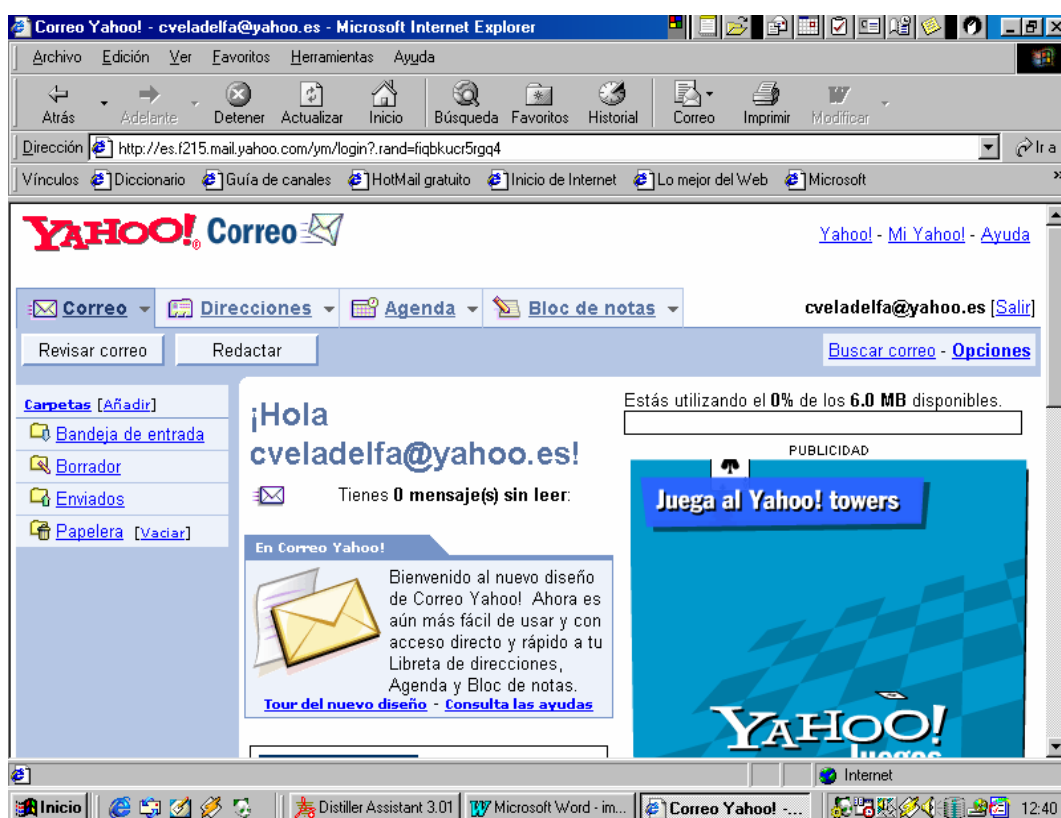 Correo Yahoo! - cveladelfa@yahoo.es - Microsoft Internet Explorer
Archivo Edición Ver Favoritos Herramientas Ayuda
Atrás Adelante Detener Actualizar Inicio Búsqueda Favoritos Historial Correo Imprimir Modificar
Dirección http://es.f215.mail.yahoo.com/ym/login?.rand=fiqbkucr5rgq4 Ir a
Vínculos Diccionario Guía de canales HotMail gratuito Inicio de Internet Lo mejor del Web Microsoft »
YAHOO! Correo
Yahoo! - Mi Yahoo! - Ayuda
Correo Direcciones Agenda Bloc de notas cveladelfa@yahoo.es [Salir]
Revisar correo Redactar Buscar correo - Opciones
Carpetas [Añadir]
Bandeja de entrada
Borrador
Enviados
Papelera [Vaciar]
¡Hola
cveladelfa@yahoo.es!
Tienes 0 mensaje(s) sin leer:
En Correo Yahoo!
Bienvenido al nuevo diseño
de Correo Yahoo! Ahora es
aún más fácil de usar y con
acceso directo y rápido a tu
Libreta de direcciones,
Agenda y Bloc de notas.
Tour del nuevo diseño - Consulta las ayudas
Estás utilizando el 0% de los 6.0 MB disponibles.
PUBLICIDAD
Juega al Yahoo! towers
YAHOO!
Juegos
Internet
Inicio Distiller Assistant 3.01 Microsoft Word - im... Correo Yahoo! -... 12:40